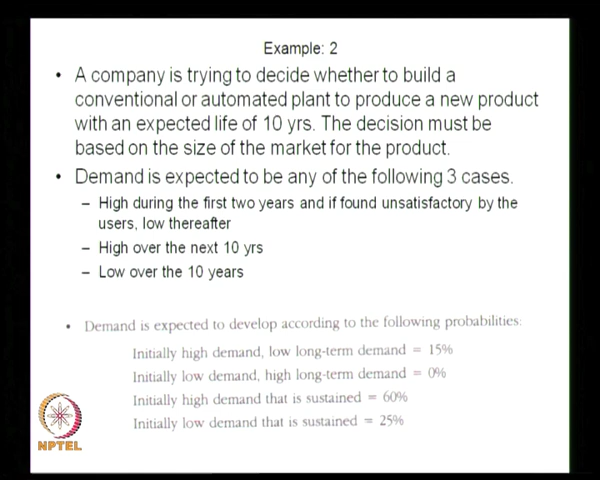 Example: 2
• A company is trying to decide whether to build a
conventional or automated plant to produce a new product
with an expected life of 10 yrs. The decision must be
based on the size of the market for the product.
• Demand is expected to be any of the following 3 cases.
– High during the first two years and if found unsatisfactory by the
users, low thereafter
– High over the next 10 yrs
– Low over the 10 years
• Demand is expected to develop according to the following probabilities:
Initially high demand, low long-term demand = 15%
Initially low demand, high long-term demand = 0%
Initially high demand that is sustained = 60%
Initially low demand that is sustained = 25%
NPTEL